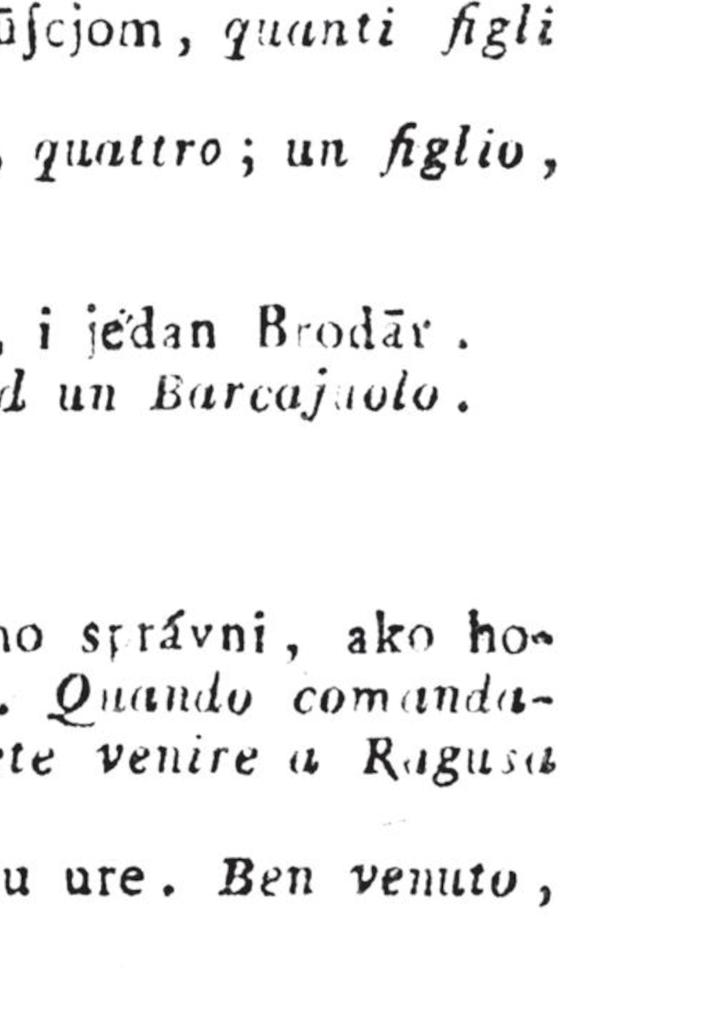 ūſcjom, quanti figli
, quattro; un figlio,
, i jedan Brodār.
d un Barcajuolo.
no správni, ako ho-
. Quando comanda-
te venire a Ragusa
u ure. Ben venuto,